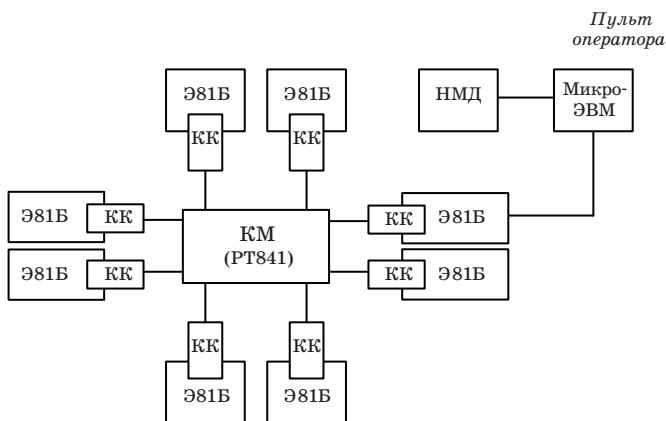 Пульт
оператора
Э81Б
Э81Б
НМД
Микро-
ЭВМ
КК
КК
Э81Б
КК
КК
Э81Б
КМ
(РТ841)
Э81Б
КК
КК
Э81Б
КК
КК
Э81Б
Э81Б